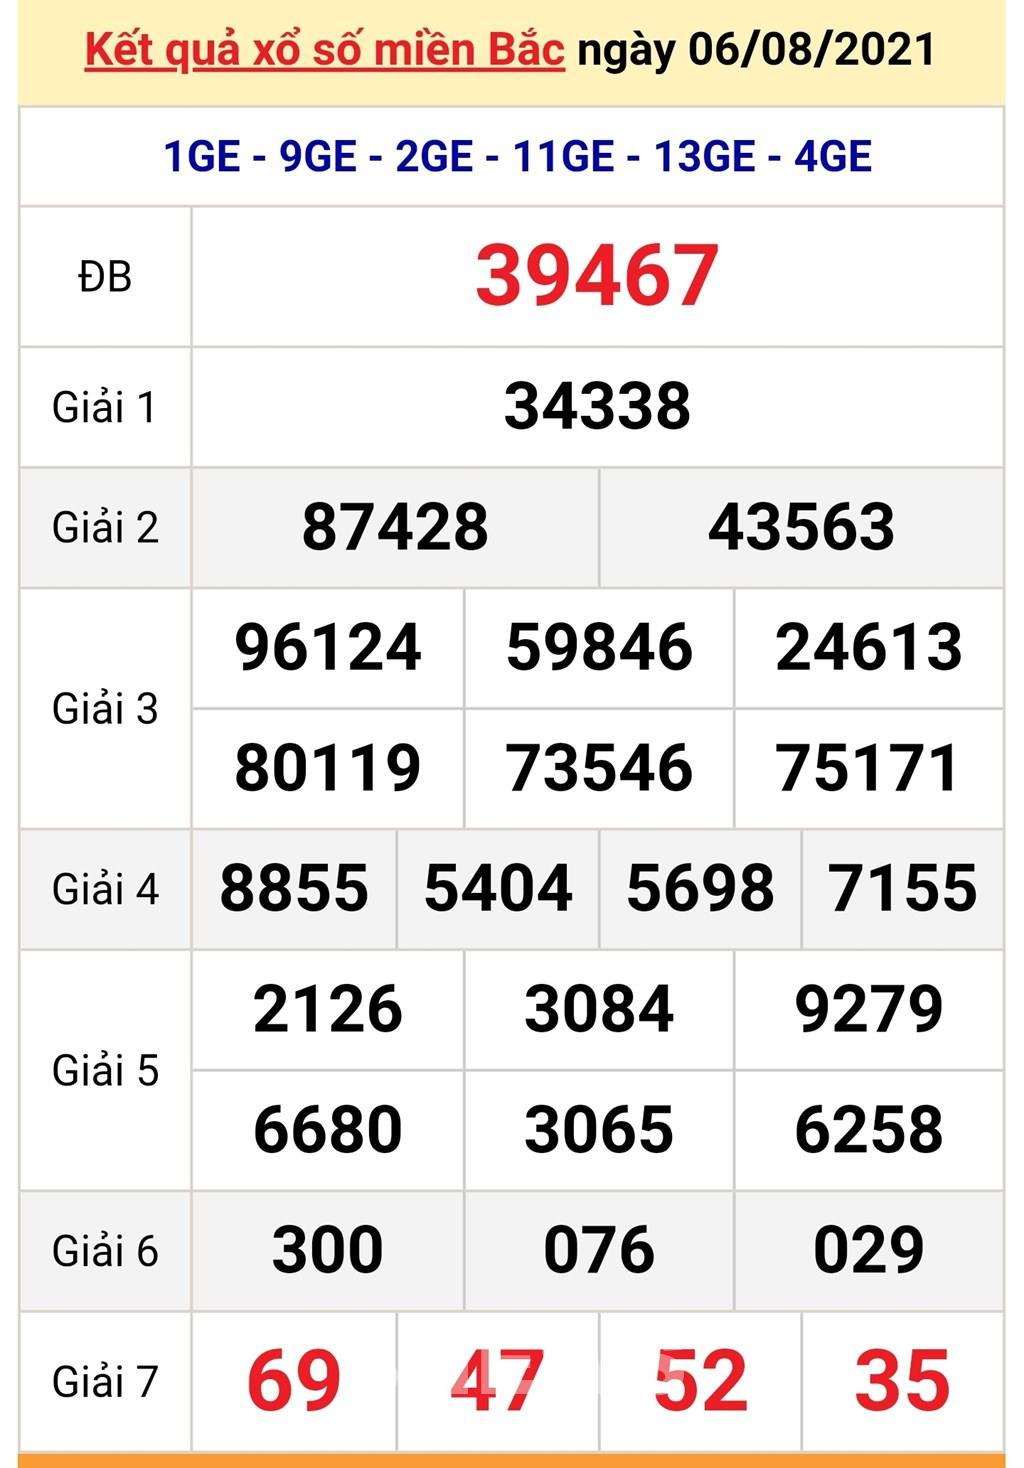 Kết quả xổ số miền Bắc ngày 06/08/2021
1GE - 9GE - 2GE - 11GE - 13GE - 4GE
ĐB 39467
Giải 1 34338
Giải 2 87428 43563
Giải 3
96124 59846 24613
80119 73546 75171
Giải 4 8855 5404 5698 7155
Giải 5
2126 3084 9279
6680 3065 6258
Giải 6 300 076 029
Giải 7 69 47 52 35